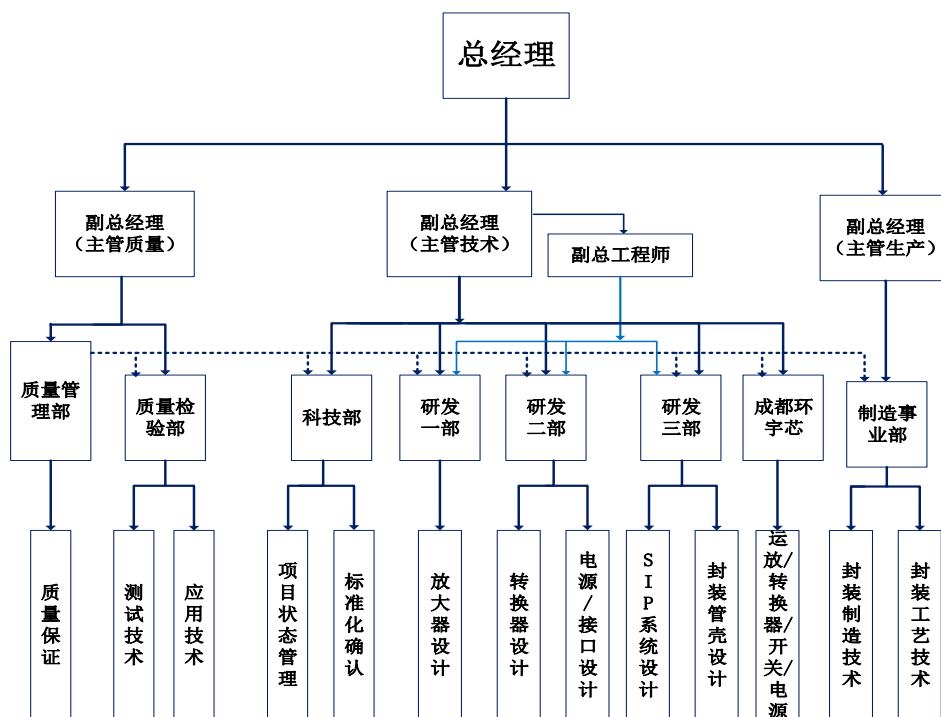 总经理
副总经理
（主管质量）
副总经理
（主管技术）
副总工程师
副总经理
（主管生产）
质量管
理部
质量检
验部
科技部
研发
一部
研发
二部
研发
三部
成都环
宇芯
制造事
业部
质量保证
测试技术
应用技术
项目状态管理
标准化确认
放大器设计
转换器设计
电源/接口设计
SIP系统设计
封装管壳设计
运放/转换器/开关/电源
封装制造技术
封装工艺技术